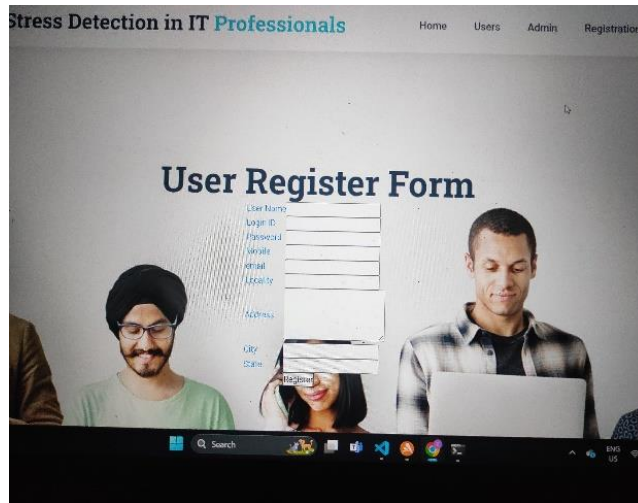 Stress Detection in IT Professionals
Home Users Admin Registration
User Register Form
User Name
Login ID
Password
Mobile
email
Locality
Address
City
State
Register
Search
ENG
US